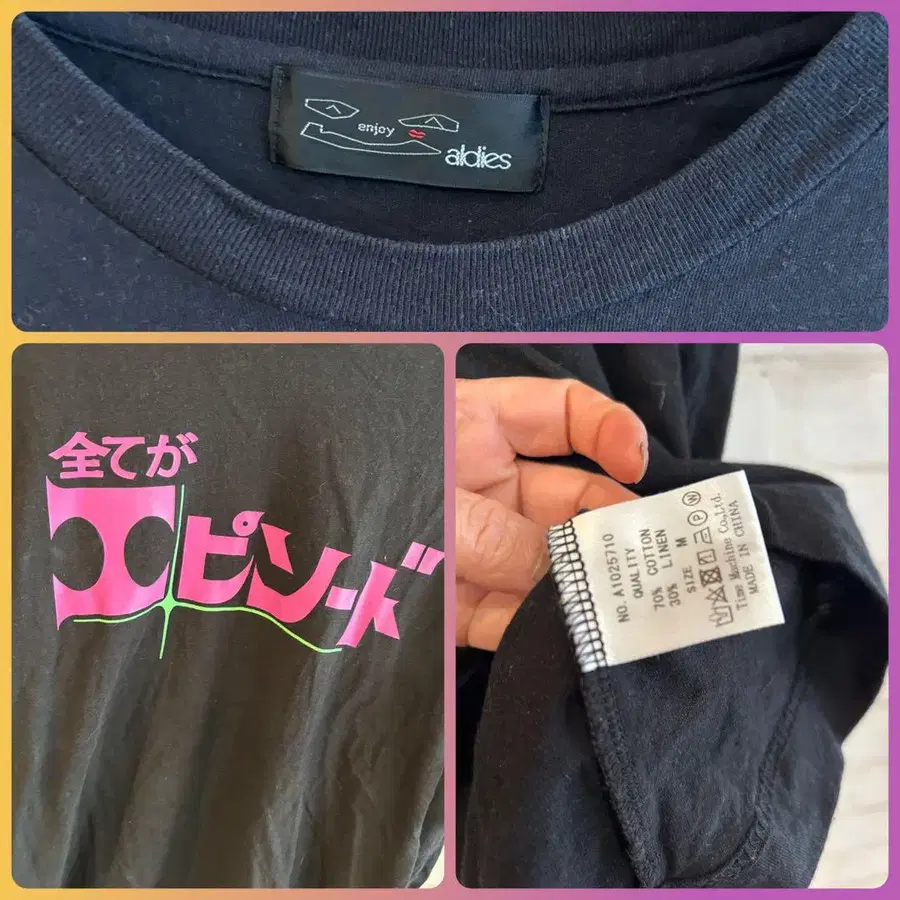 enjoy
aldies
全てが
エピソード
NO. A1025710
QUALITY
70% COTTON
30% LINEN
SIZE
M
P W
Time Machine Co.,Ltd.
MADE IN CHINA